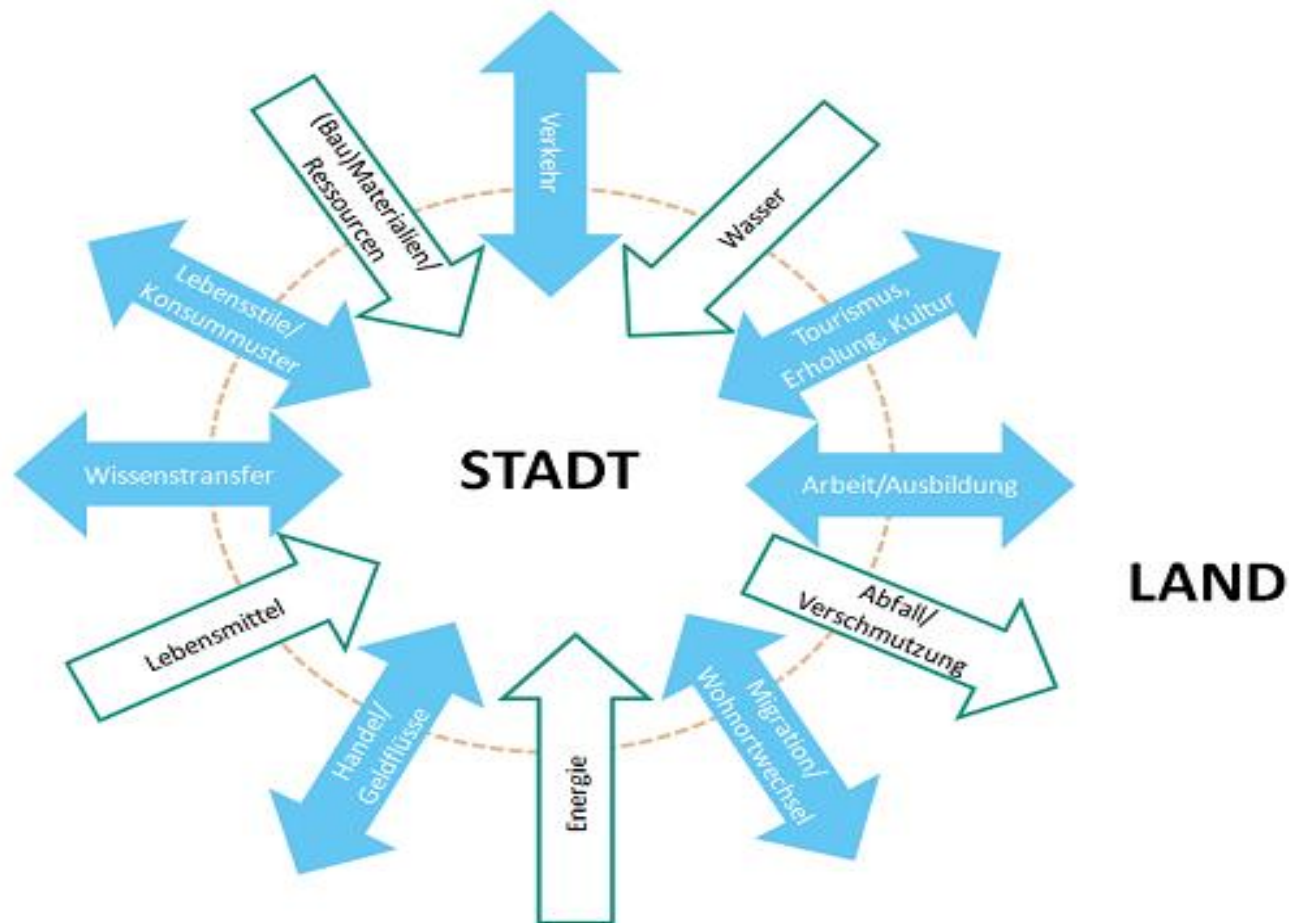 Verkehr
(Bau)Materialien/
Ressourcen
Wasser
Lebensstile/
Konsummuster
Tourismus,
Erholung, Kultur
Wissenstransfer
STADT
Arbeit/Ausbildung
LAND
Lebensmittel
Abfall/
Verschmutzung
Handel/
Geldflüsse
Energie
Migration/
Wohnortwechsel